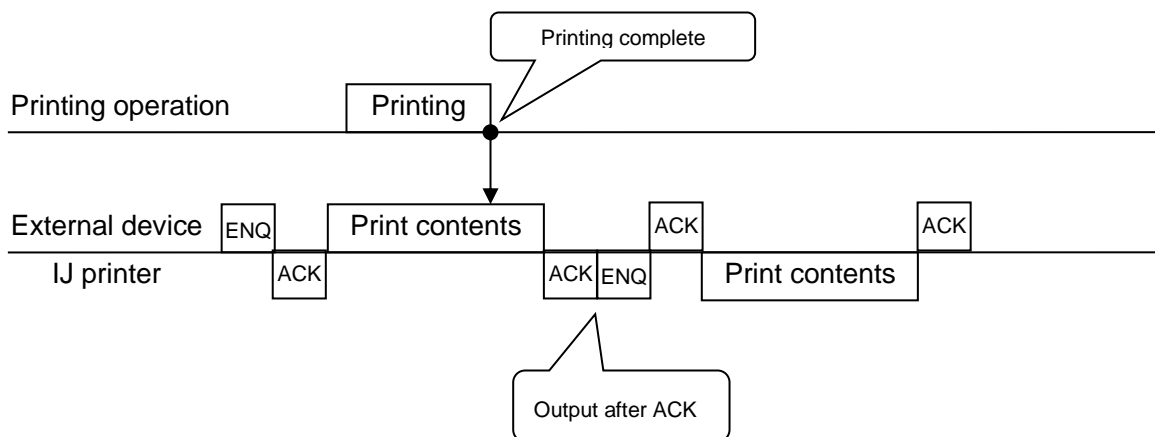 Printing complete
Printing operation
Printing
External device
ENQ
Print contents
ACK
ACK
IJ printer
ACK
ACK
ENQ
Print contents
Output after ACK